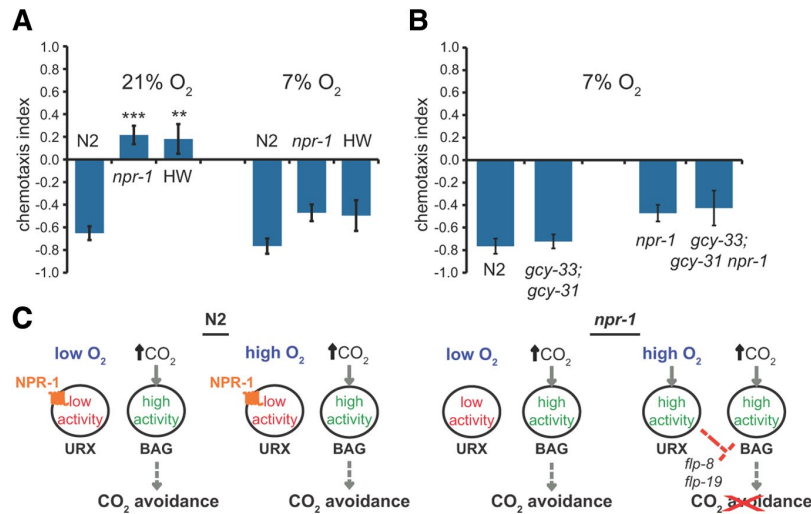 A
1.0
0.8
0.6
0.4
0.2
0.0
-0.2
-0.4
-0.6
-0.8
-1.0
chemotaxis index
21% O2
7% O2
*** **
N2
npr-1 HW
N2 npr-1 HW
B
1.0
0.8
0.6
0.4
0.2
0.0
-0.2
-0.4
-0.6
-0.8
-1.0
chemotaxis index
7% O2
N2
gcy-33;
gcy-31
npr-1
gcy-33;
gcy-31 npr-1
C
N2
low O2 CO2
NPR-1
low
activity
high
activity
URX BAG
CO2 avoidance
high O2 CO2
NPR-1
low
activity
high
activity
URX BAG
CO2 avoidance
npr-1
low O2 CO2
low
activity
high
activity
URX BAG
CO2 avoidance
high O2 CO2
high
activity
high
activity
URX BAG
flp-8
flp-19
CO2 avoidance